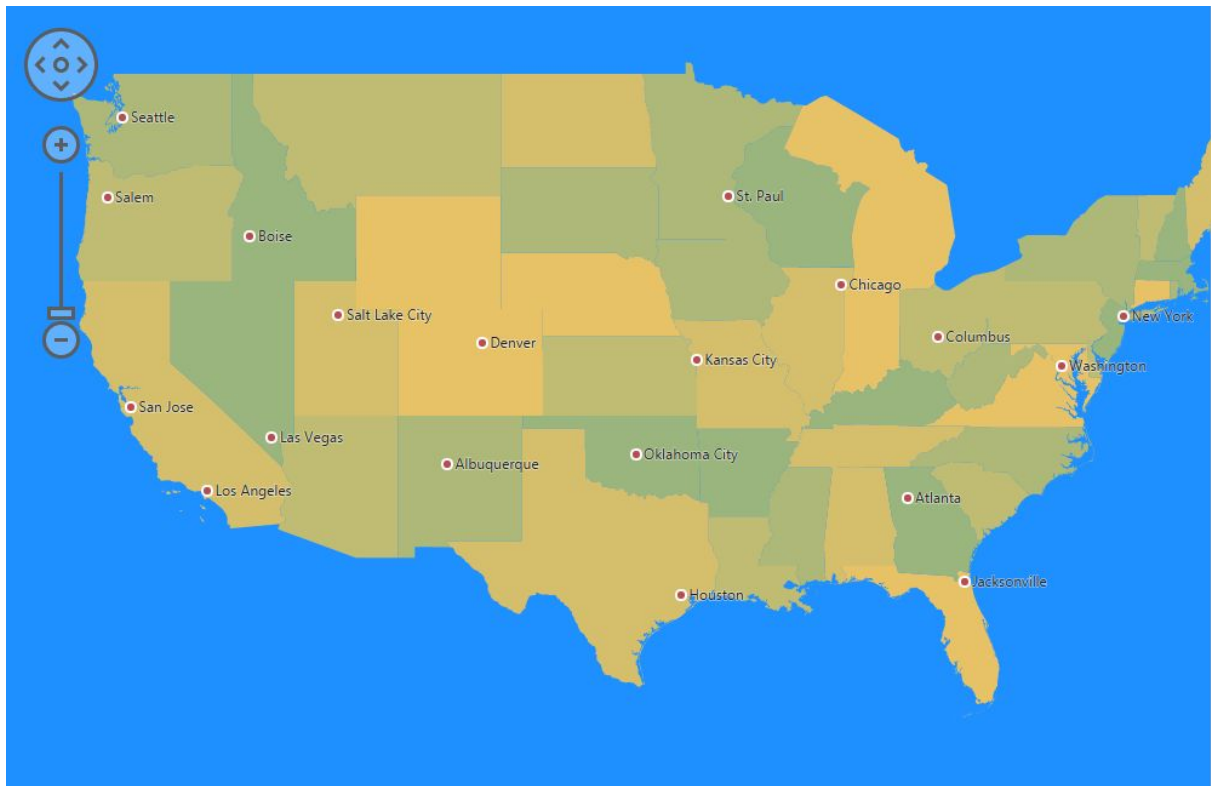 Seattle
Salem
St. Paul
Boise
Chicago
Salt Lake City
New York
Denver
Columbus
Kansas City
Washington
San Jose
Las Vegas
Oklahoma City
Albuquerque
Los Angeles
Atlanta
Jacksonville
Houston